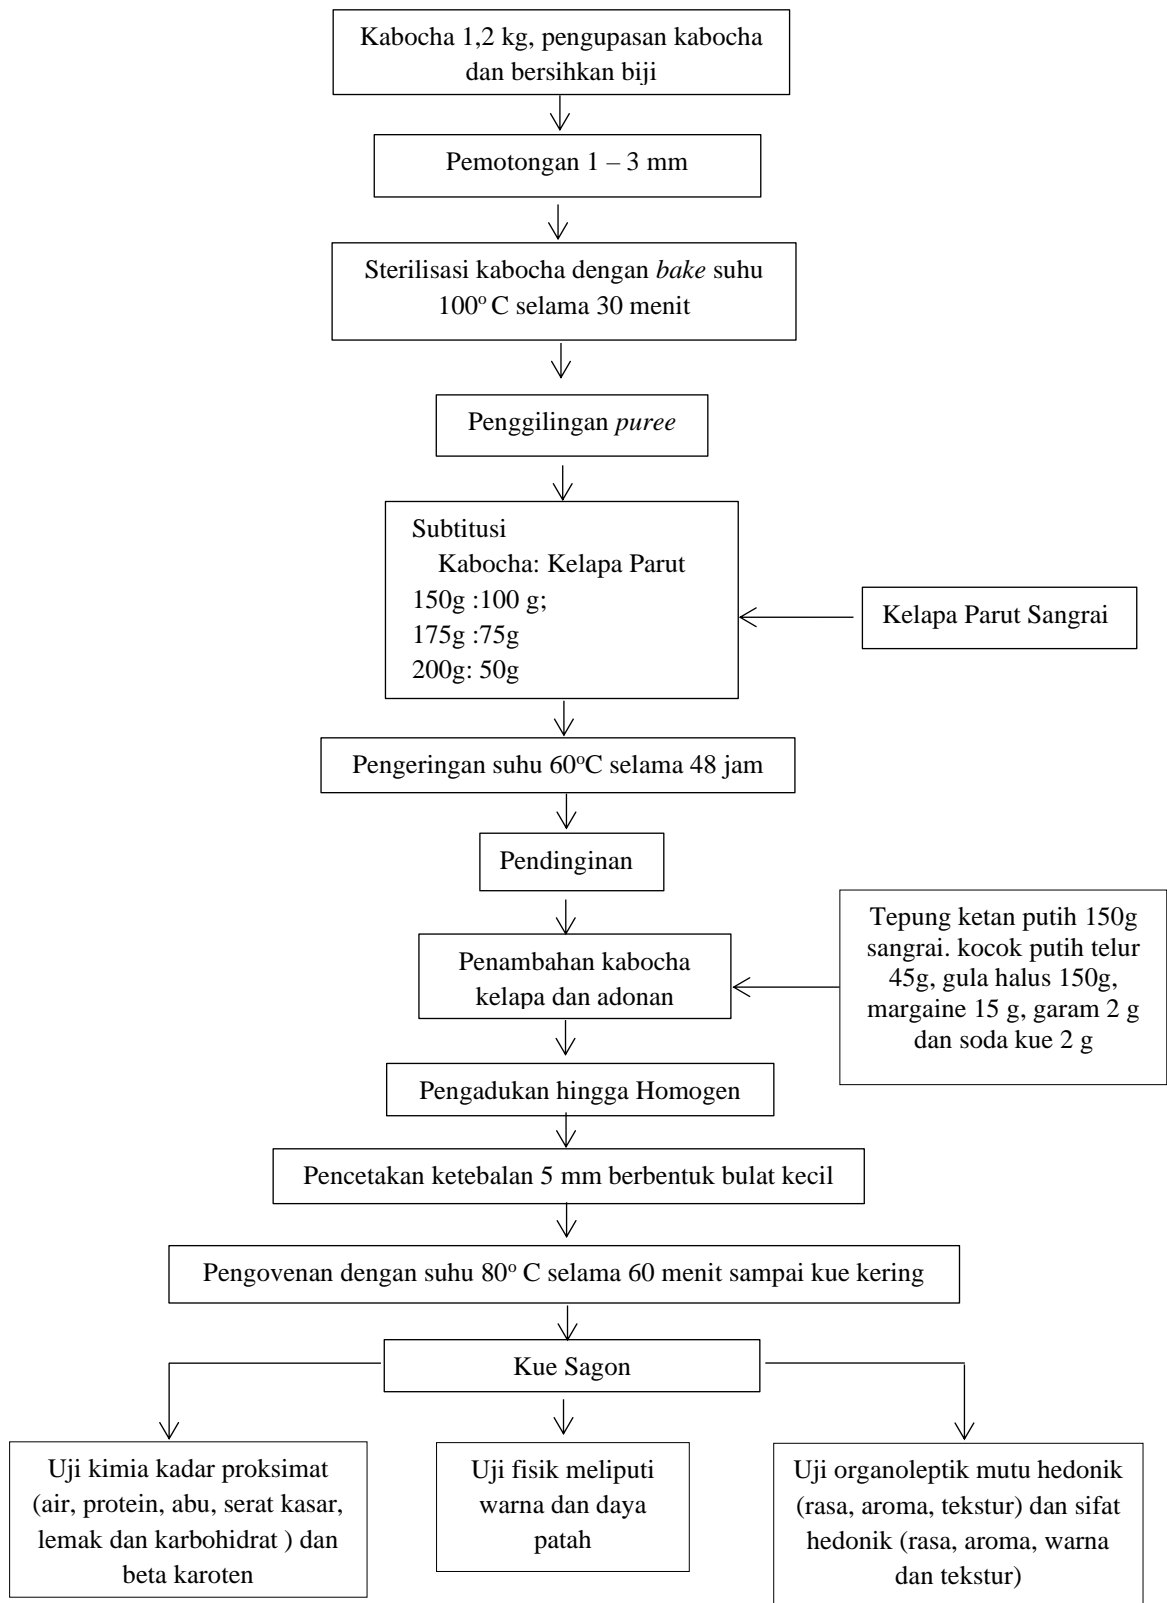 Kabocha 1,2 kg, pengupasan kabocha
dan bersihkan biji
Pemotongan 1 – 3 mm
Sterilisasi kabocha dengan bake suhu
100º C selama 30 menit
Penggilingan puree
Subtitusi
Kabocha: Kelapa Parut
150g :100 g;
175g :75g
200g: 50g
Kelapa Parut Sangrai
Pengeringan suhu 60ºC selama 48 jam
Pendinginan
Penambahan kabocha
kelapa dan adonan
Tepung ketan putih 150g
sangrai. kocok putih telur
45g, gula halus 150g,
margaine 15 g, garam 2 g
dan soda kue 2 g
Pengadukan hingga Homogen
Pencetakan ketebalan 5 mm berbentuk bulat kecil
Pengovenan dengan suhu 80º C selama 60 menit sampai kue kering
Kue Sagon
Uji kimia kadar proksimat
(air, protein, abu, serat kasar,
lemak dan karbohidrat ) dan
beta karoten
Uji fisik meliputi
warna dan daya
patah
Uji organoleptik mutu hedonik
(rasa, aroma, tekstur) dan sifat
hedonik (rasa, aroma, warna
dan tekstur)